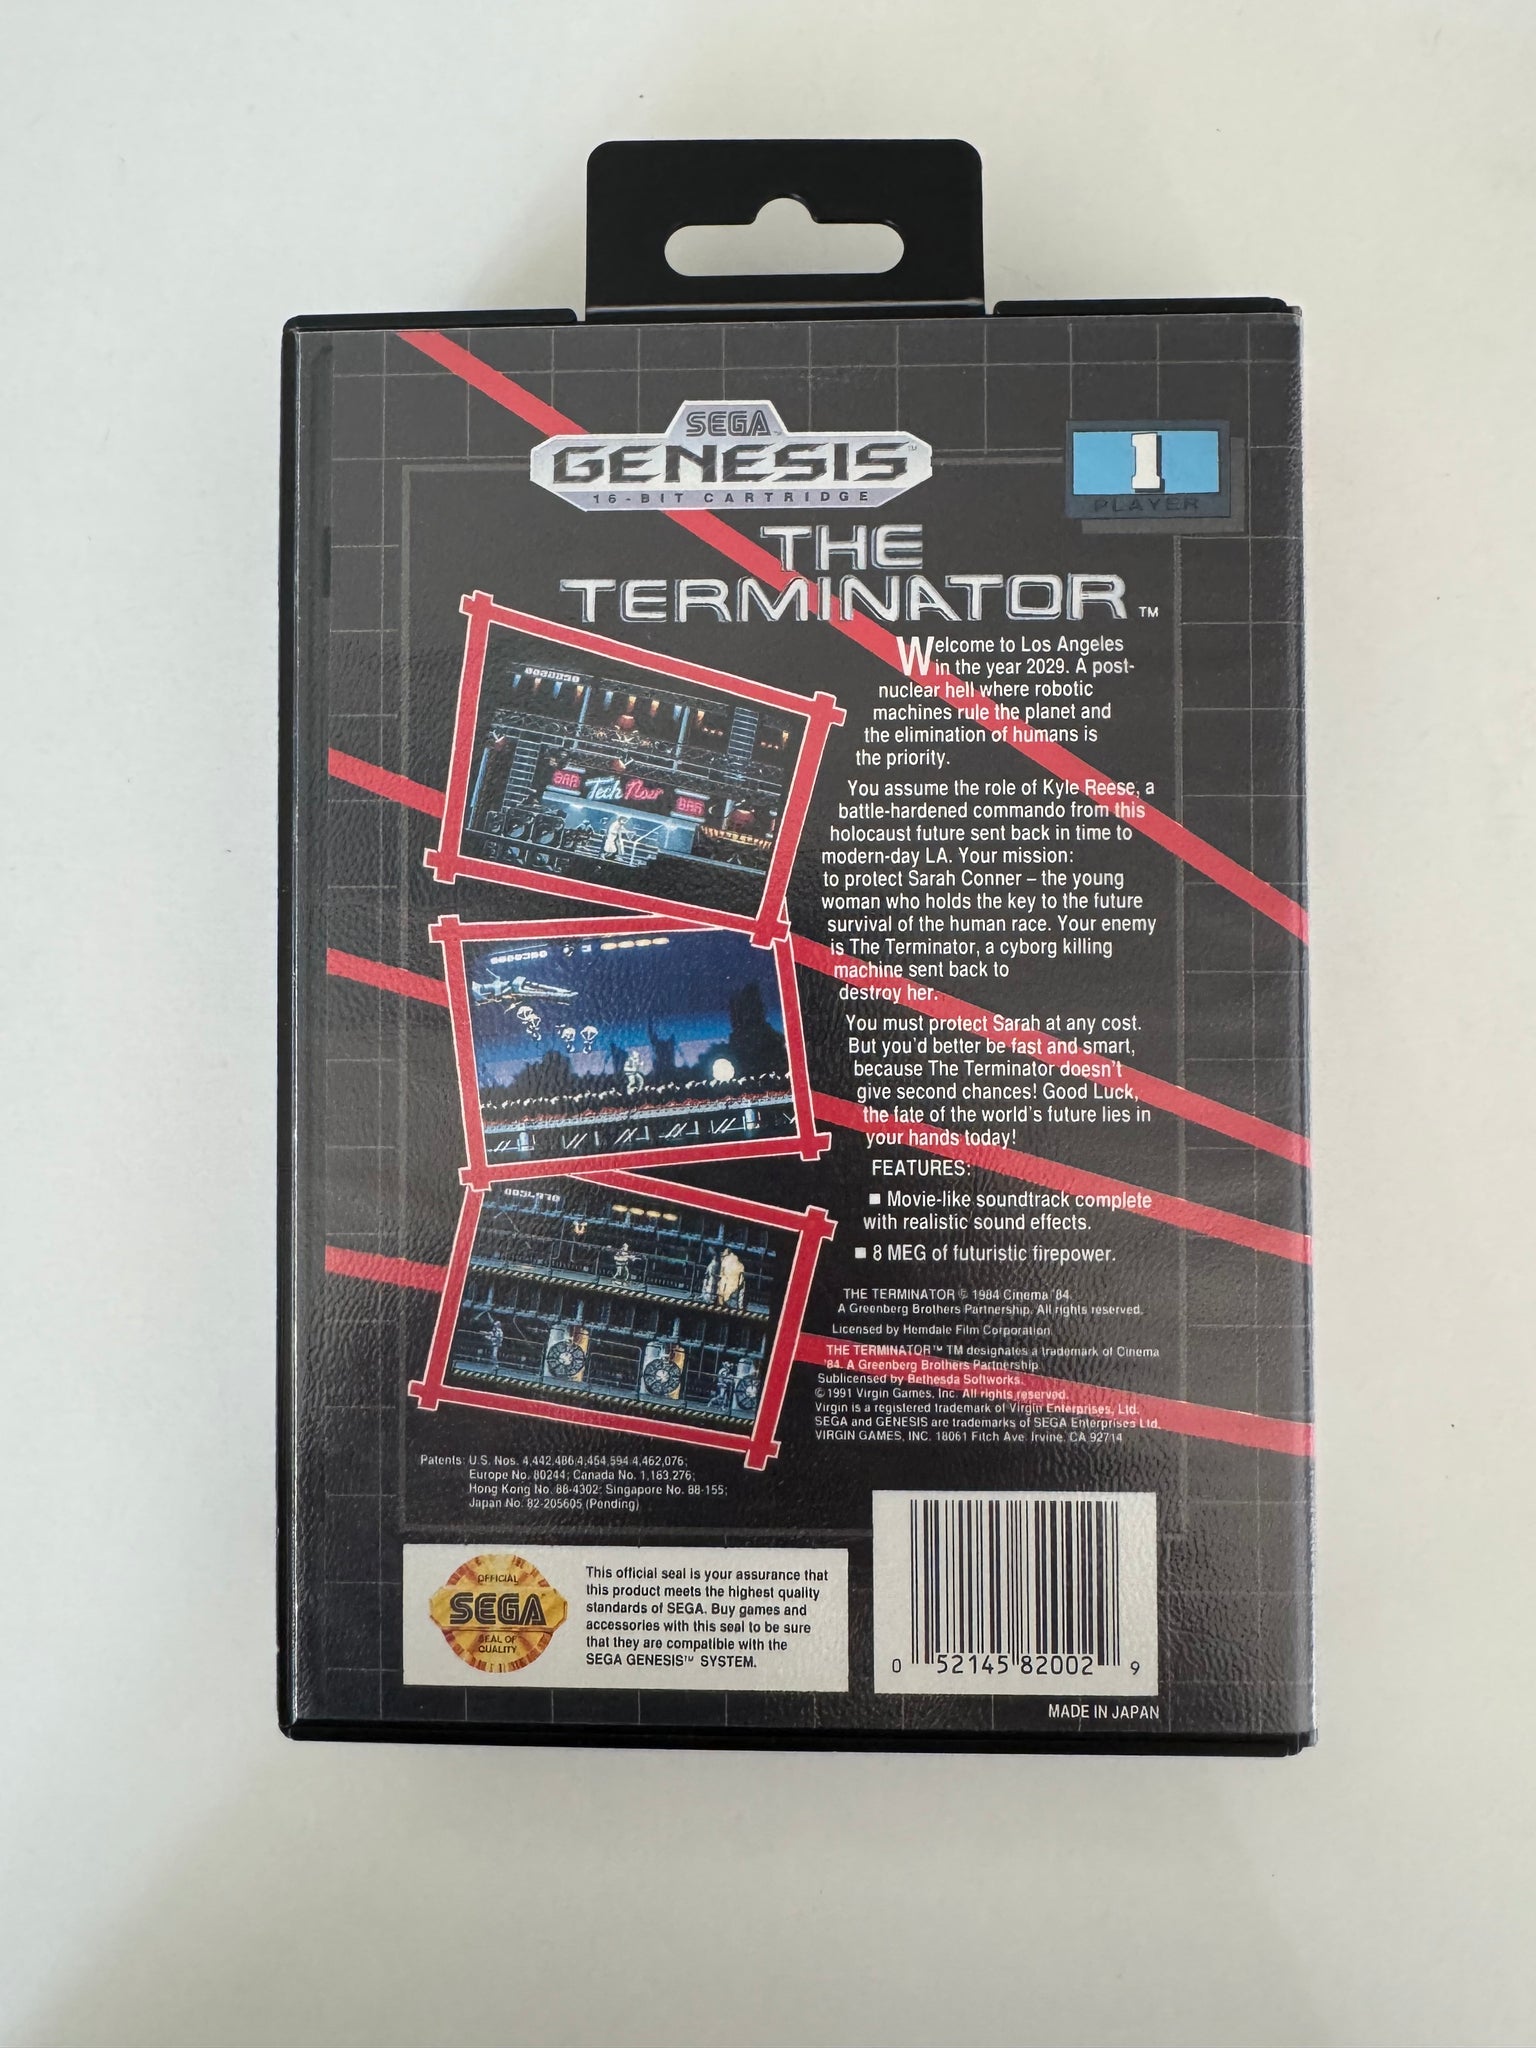 SEGA
GENESIS™
16-BIT CARTRIDGE
1
PLAYER
THE
TERMINATOR™
Welcome to Los Angeles
in the year 2029. A post-
nuclear hell where robotic
machines rule the planet and
the elimination of humans is
the priority.
You assume the role of Kyle Reese, a
battle-hardened commando from this
holocaust future sent back in time to
modern-day LA. Your mission:
to protect Sarah Conner – the young
woman who holds the key to the future
survival of the human race. Your enemy
is The Terminator, a cyborg killing
machine sent back to
destroy her.
You must protect Sarah at any cost.
But you'd better be fast and smart,
because The Terminator doesn't
give second chances! Good Luck,
the fate of the world's future lies in
your hands today!
FEATURES:
■ Movie-like soundtrack complete
with realistic sound effects.
■ 8 MEG of futuristic firepower.
BAR Tech Noir BAR
THE TERMINATOR © 1984 Cinema '84.
A Greenberg Brothers Partnership. All rights reserved.
Licensed by Hemdale Film Corporation.
THE TERMINATOR™ TM designates a trademark of Cinema
'84. A Greenberg Brothers Partnership
Sublicensed by Bethesda Softworks.
© 1991 Virgin Games, Inc. All rights reserved.
Virgin is a registered trademark of Virgin Enterprises, Ltd.
SEGA and GENESIS are trademarks of SEGA Enterprises Ltd.
VIRGIN GAMES, INC. 18061 Fitch Ave. Irvine, CA 92714
Patents: U.S. Nos. 4,442,486/4,454,594/4,462,076;
Europe No. 80244; Canada No. 1,183,276;
Hong Kong No. 88-4302; Singapore No. 88-155;
Japan No. 82-205605 (Pending)
OFFICIAL
SEGA
SEAL OF
QUALITY
This official seal is your assurance that
this product meets the highest quality
standards of SEGA. Buy games and
accessories with this seal to be sure
that they are compatible with the
SEGA GENESIS™ SYSTEM.
0 52145 82002 9
MADE IN JAPAN